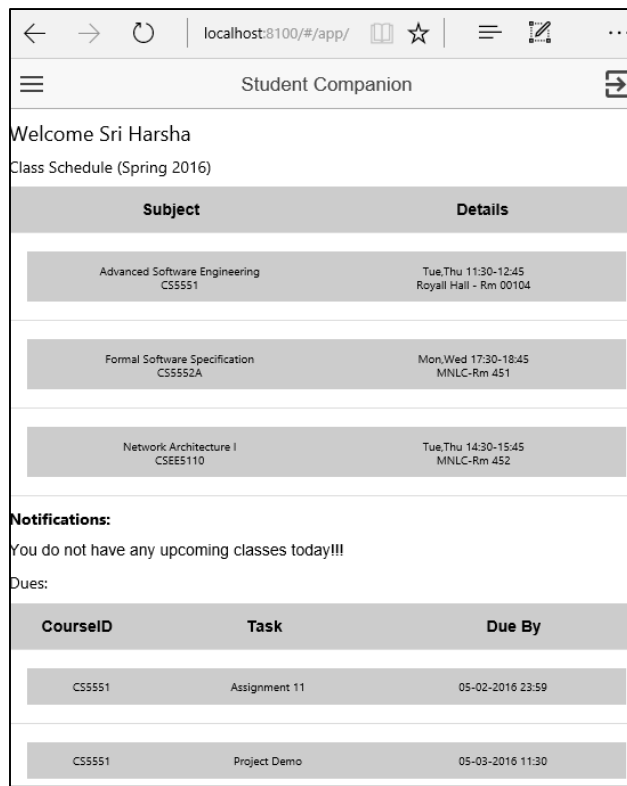 localhost:8100/#/app/
Student Companion
Welcome Sri Harsha
Class Schedule (Spring 2016)
Subject Details
Advanced Software Engineering Tue,Thu 11:30-12:45
CS5551 Royall Hall - Rm 00104
Formal Software Specification Mon,Wed 17:30-18:45
CS5552A MNLC-Rm 451
Network Architecture I Tue,Thu 14:30-15:45
CSEE5110 MNLC-Rm 452
Notifications:
You do not have any upcoming classes today!!!
Dues:
CourseID Task Due By
CS5551 Assignment 11 05-02-2016 23:59
CS5551 Project Demo 05-03-2016 11:30